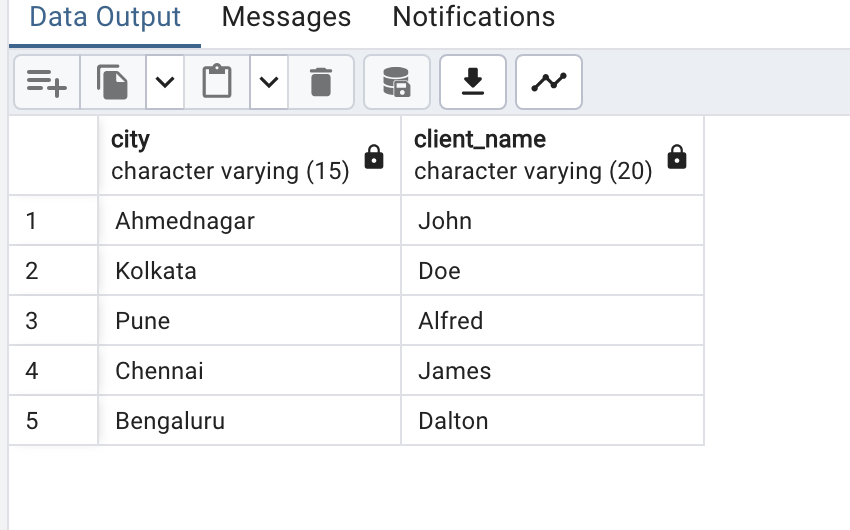 Data Output Messages Notifications
city client_name
character varying (15) character varying (20)
1 Ahmednagar John
2 Kolkata Doe
3 Pune Alfred
4 Chennai James
5 Bengaluru Dalton